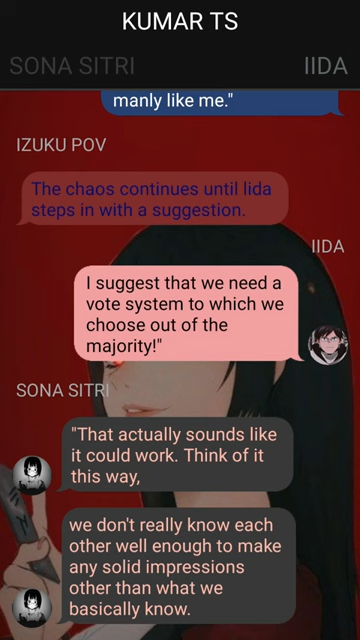 KUMAR TS
SONA SITRI
IIDA
manly like me."
IZUKU POV
The chaos continues until Iida
steps in with a suggestion.
IIDA
I suggest that we need a
vote system to which we
choose out of the
majority!"
SONA SITRI
"That actually sounds like
it could work. Think of it
this way,
we don't really know each
other well enough to make
any solid impressions
other than what we
basically know.